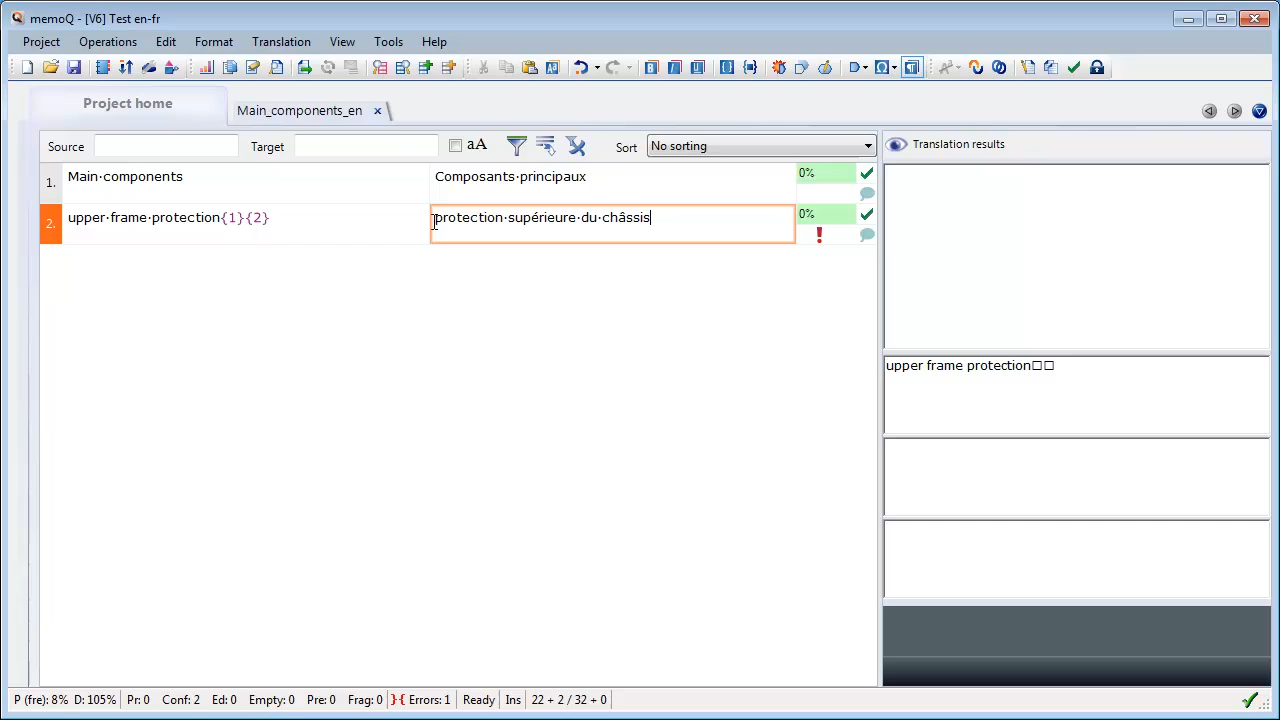 memoQ - [V6] Test en-fr
Project Operations Edit Format Translation View Tools Help
Project home
Main_components_en
Source
Target
aA
Sort
No sorting
Translation results
1.
Main·components
Composants·principaux
0%
2.
upper·frame·protection{1}{2}
protection·supérieure·du·châssis
0%
upper frame protection□□
P (fre): 8% D: 105% Pr: 0 Conf: 2 Ed: 0 Empty: 0 Pre: 0 Frag: 0 Errors: 1 Ready Ins 22 + 2 / 32 + 0